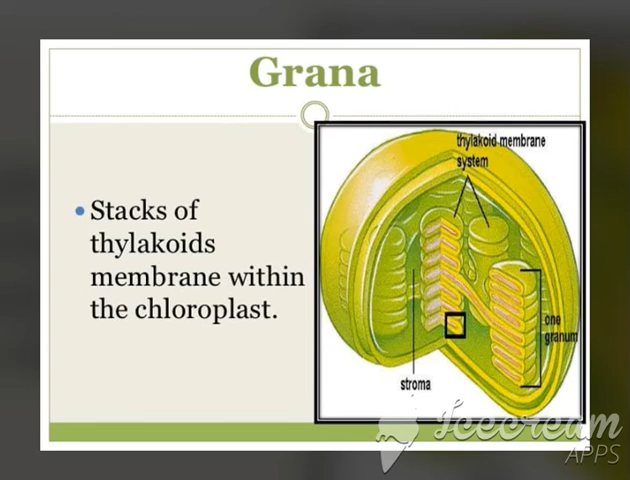 Grana
Stacks of
thylakoids
membrane within
the chloroplast.
thylakoid membrane
system
one
granum
stroma
Icecream
APPS